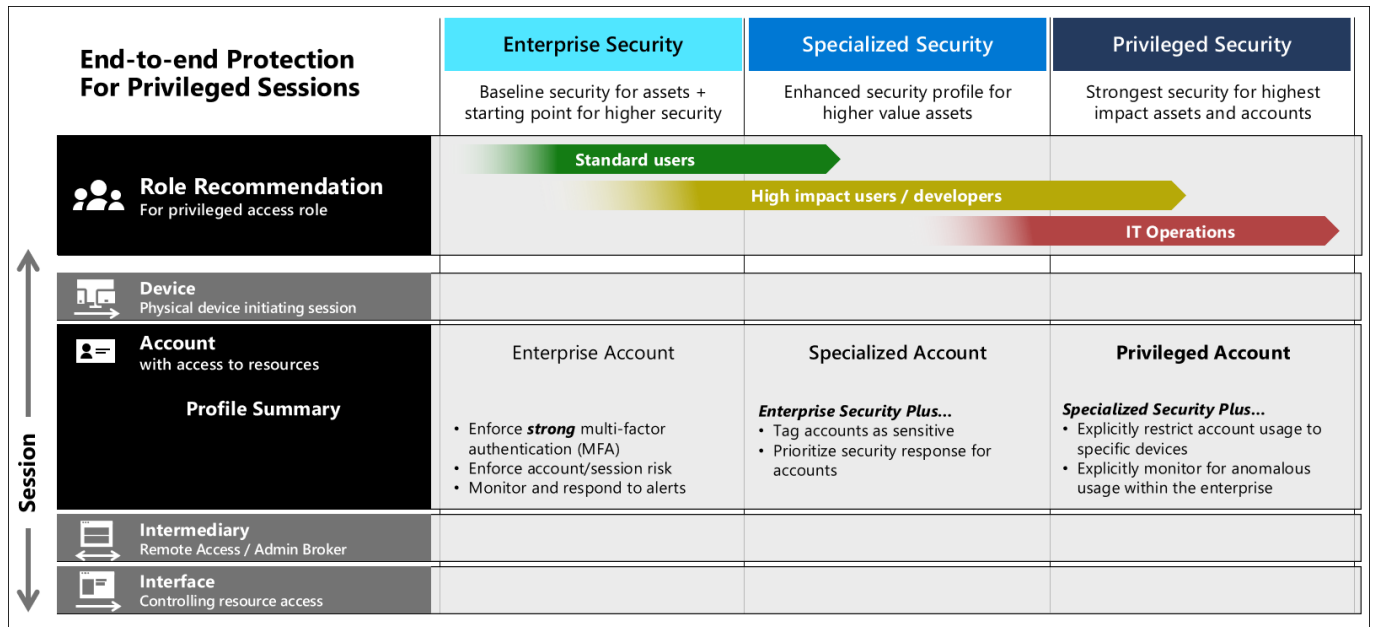 End-to-end Protection
For Privileged Sessions
Enterprise Security
Specialized Security
Privileged Security
Baseline security for assets +
starting point for higher security
Enhanced security profile for
higher value assets
Strongest security for highest
impact assets and accounts
Role Recommendation
For privileged access role
Standard users
High impact users / developers
IT Operations
Session
Device
Physical device initiating session
Account
with access to resources
Profile Summary
Enterprise Account
• Enforce strong multi-factor
authentication (MFA)
• Enforce account/session risk
• Monitor and respond to alerts
Specialized Account
Enterprise Security Plus...
• Tag accounts as sensitive
• Prioritize security response for
accounts
Privileged Account
Specialized Security Plus...
• Explicitly restrict account usage to
specific devices
• Explicitly monitor for anomalous
usage within the enterprise
Intermediary
Remote Access / Admin Broker
Interface
Controlling resource access